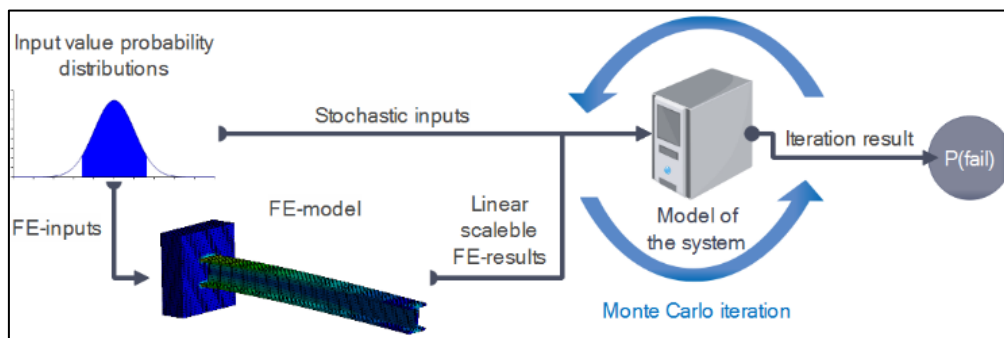 Input value probability
distributions
Stochastic inputs
Iteration result
P(fail)
FE-inputs
FE-model
Linear
scaleble
FE-results
Model of
the system
Monte Carlo iteration